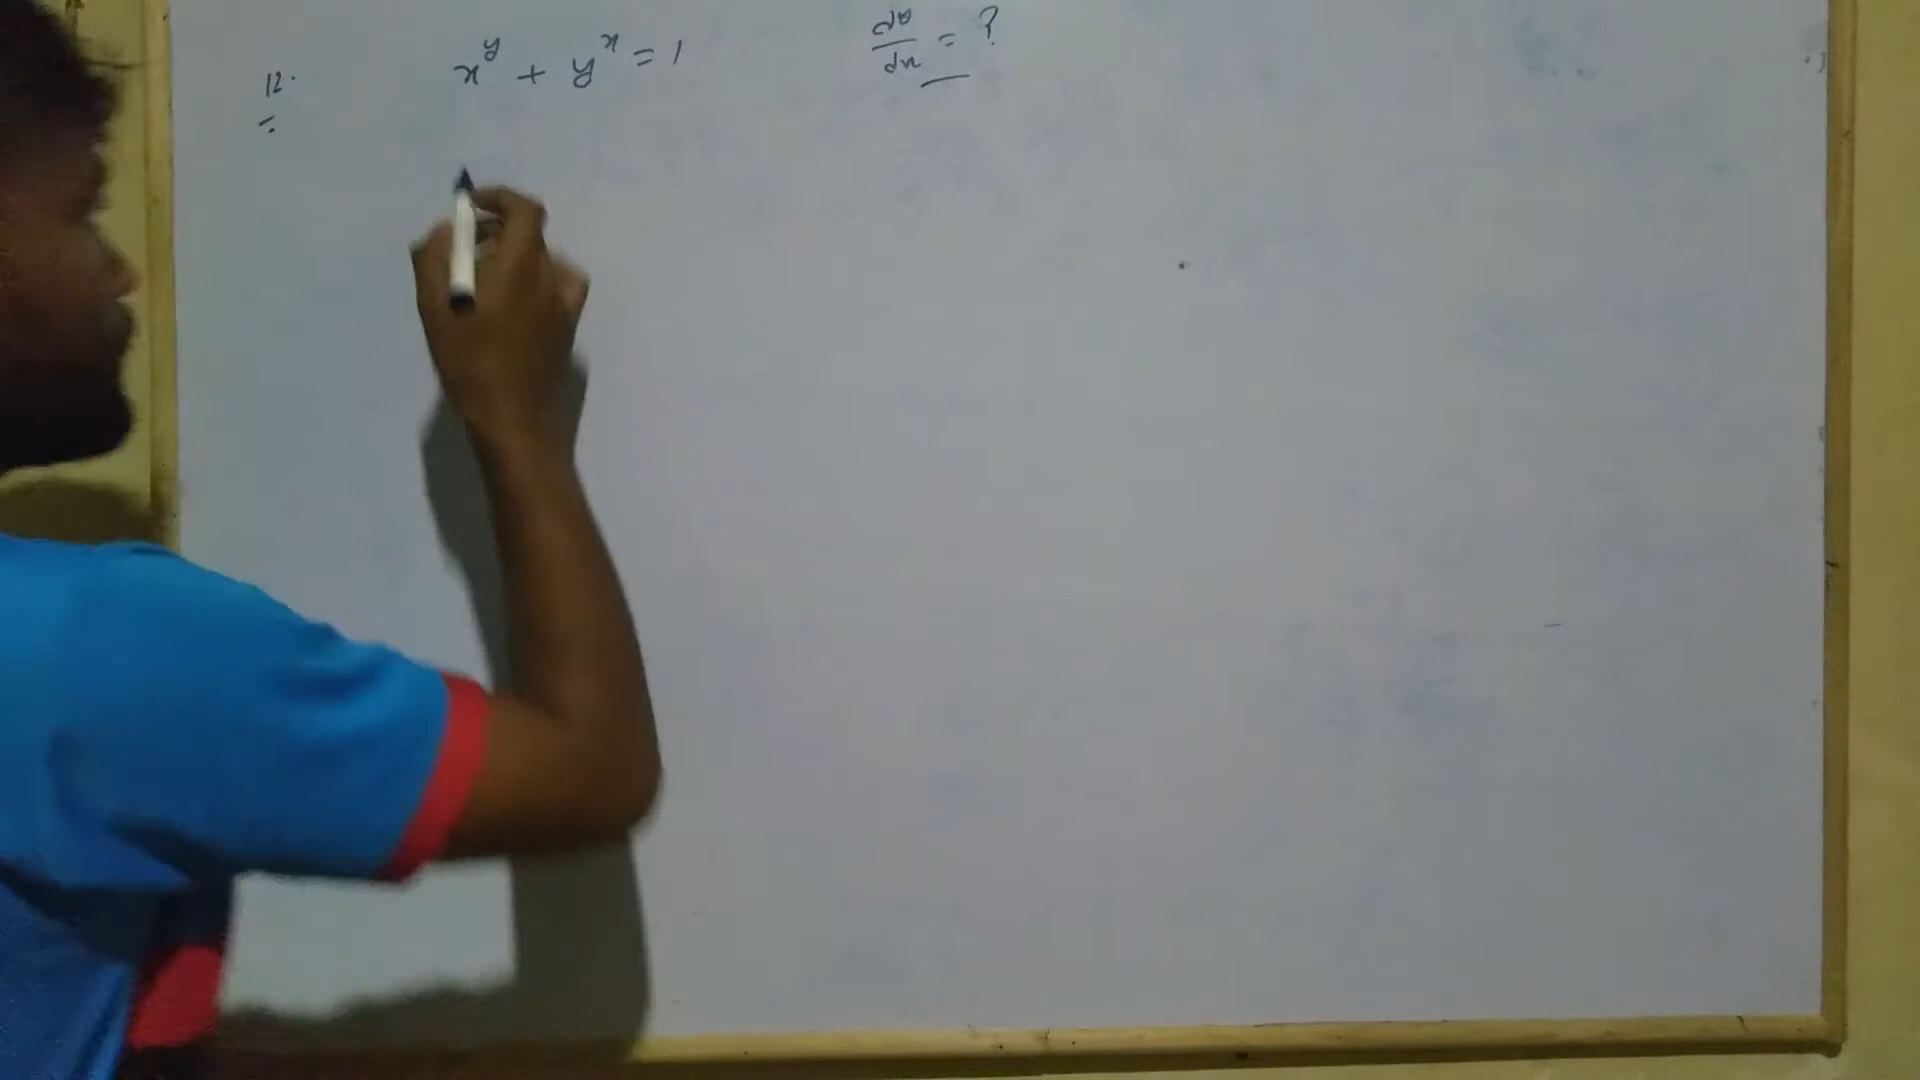 12. x^y + y^x = 1 dy/dx = ?